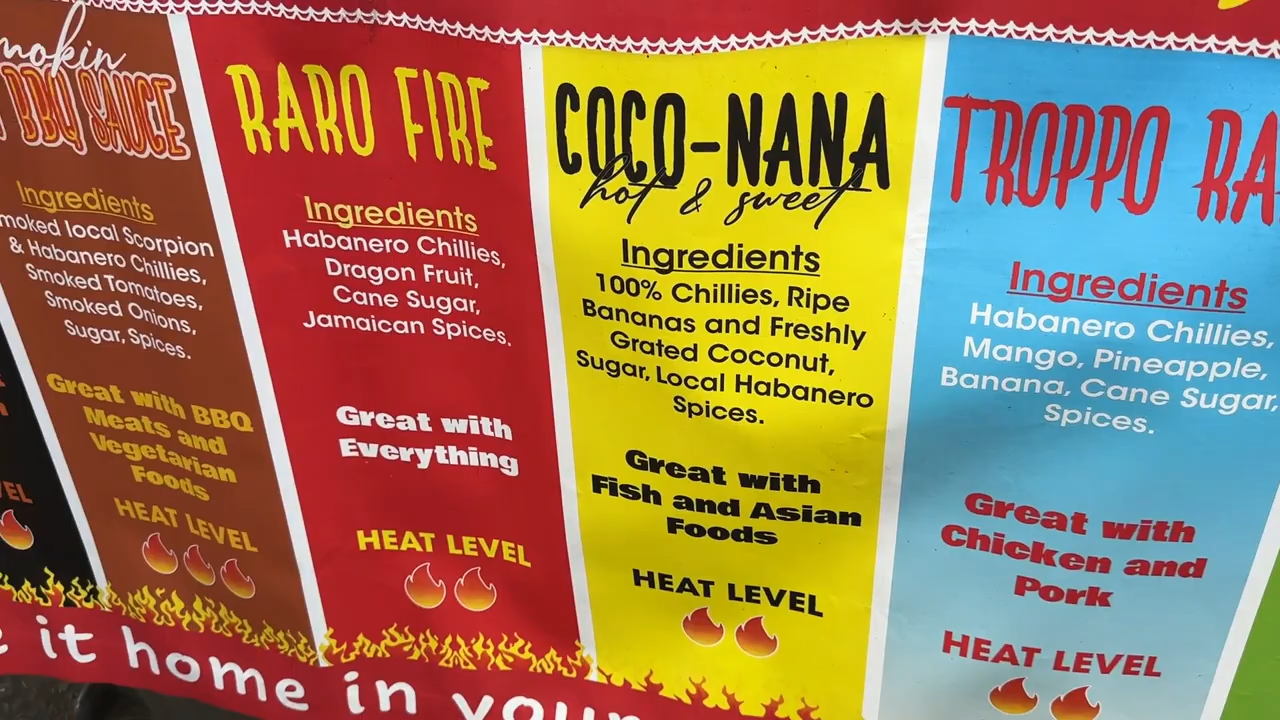 mokin
BBQ SAUCE
Ingredients
moked local Scorpion
& Habanero Chillies,
Smoked Tomatoes,
Smoked Onions,
Sugar, Spices.
Great with BBQ
Meats and
Vegetarian
Foods
HEAT LEVEL
RARO FIRE
Ingredients
Habanero Chillies,
Dragon Fruit,
Cane Sugar,
Jamaican Spices.
Great with
Everything
HEAT LEVEL
COCO-NANA
hot & sweet
Ingredients
100% Chillies, Ripe
Bananas and Freshly
Grated Coconut,
Sugar, Local Habanero
Spices.
Great with
Fish and Asian
Foods
HEAT LEVEL
TROPPO RA
Ingredients
Habanero Chillies,
Mango, Pineapple,
Banana, Cane Sugar,
Spices.
Great with
Chicken and
Pork
HEAT LEVEL
it home in your